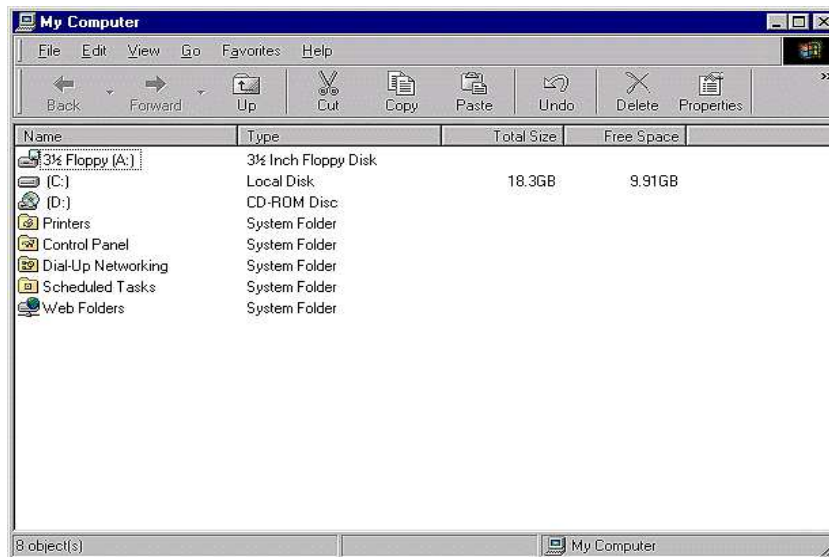 My Computer
File Edit View Go Favorites Help
Back Forward Up Cut Copy Paste Undo Delete Properties »
Name Type Total Size Free Space
3½ Floppy (A:) 3½ Inch Floppy Disk
(C:) Local Disk 18.3GB 9.91GB
(D:) CD-ROM Disc
Printers System Folder
Control Panel System Folder
Dial-Up Networking System Folder
Scheduled Tasks System Folder
Web Folders System Folder
8 object(s) My Computer